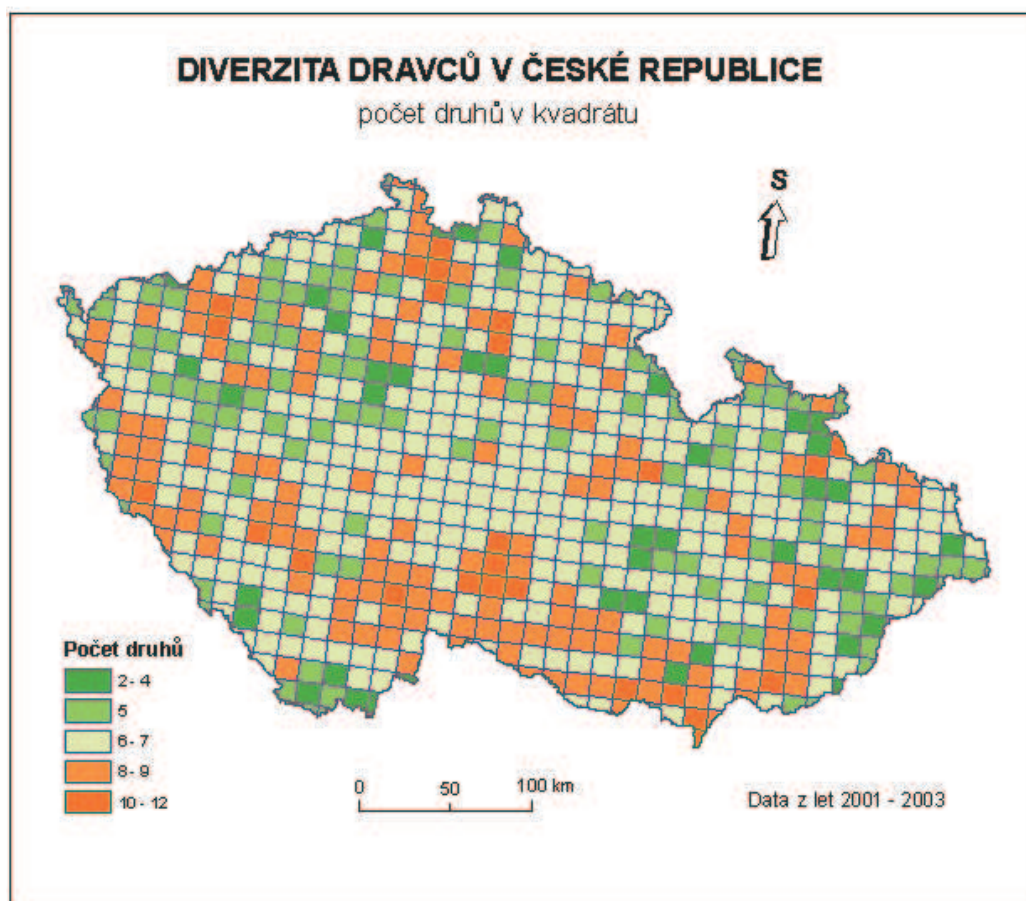 DIVERZITA DRAVCŮ V ČESKÉ REPUBLICE
počet druhů v kvadrátu
S
Počet druhů
2 - 4
5
6 - 7
8 - 9
10 - 12
0 50 100 km
Data z let 2001 - 2003